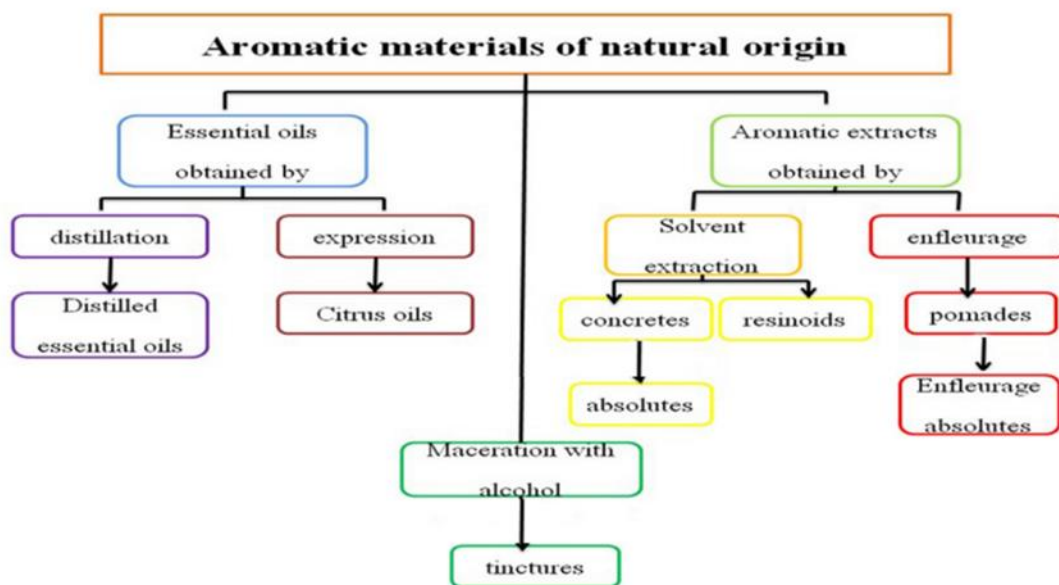 Aromatic materials of natural origin
Essential oils
obtained by
Aromatic extracts
obtained by
distillation
expression
Solvent
extraction
enfleurage
Distilled
essential oils
Citrus oils
concretes
resinoids
pomades
absolutes
Enfleurage
absolutes
Maceration with
alcohol
tinctures